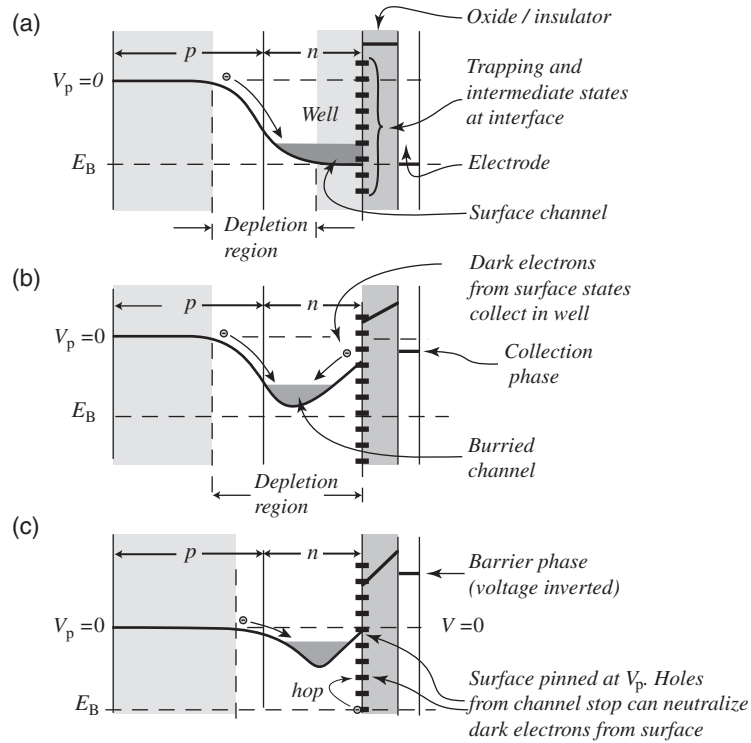 (a)
Oxide / insulator
p
n
V_p =0
Well
Trapping and
intermediate states
at interface
E_B
Electrode
Surface channel
Depletion
region
(b)
Dark electrons
from surface states
collect in well
p
n
V_p =0
Collection
phase
E_B
Burried
channel
Depletion
region
(c)
p
n
Barrier phase
(voltage inverted)
V_p =0
V =0
hop
E_B
Surface pinned at V_p. Holes
from channel stop can neutralize
dark electrons from surface